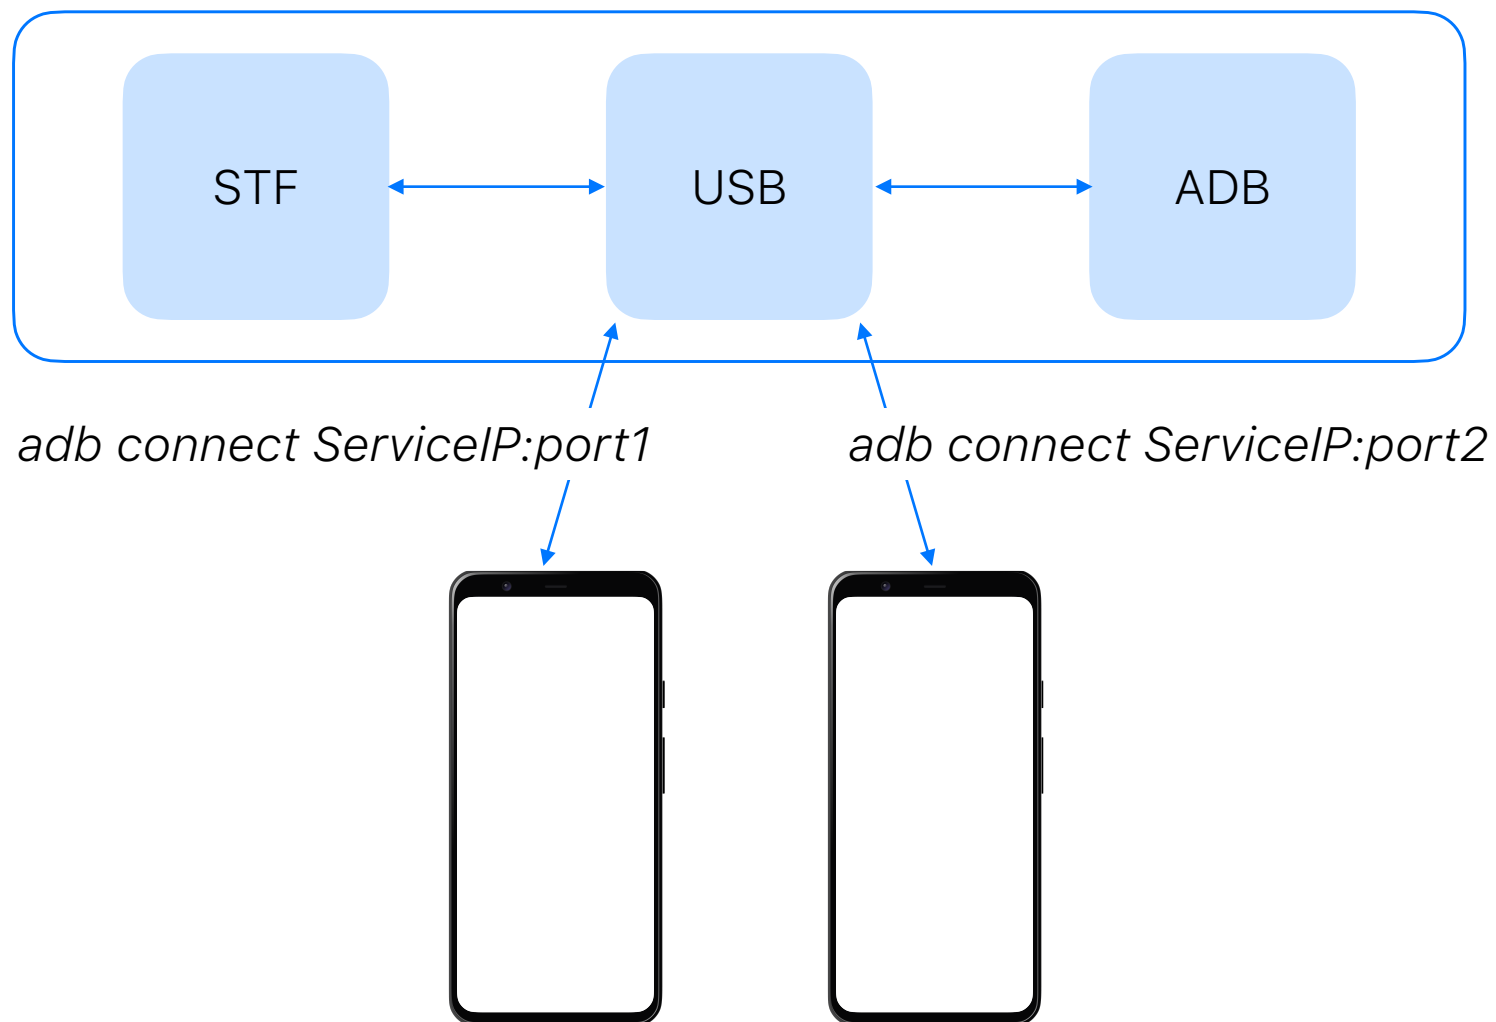 STF
USB
ADB
adb connect ServiceIP:port1
adb connect ServiceIP:port2